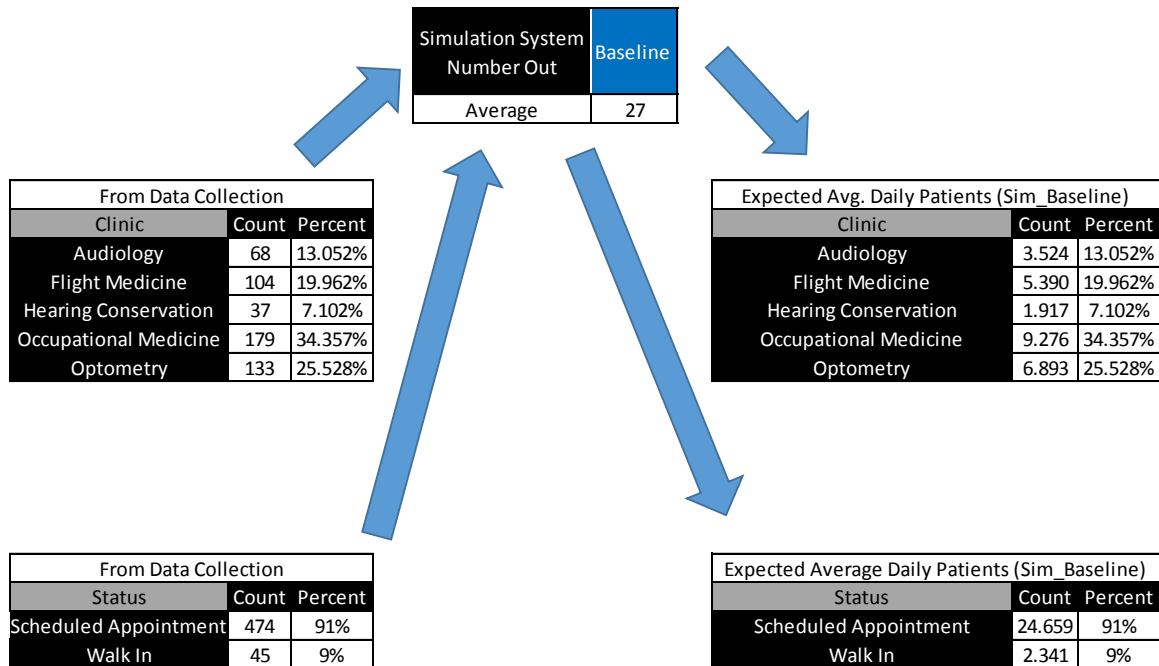 Simulation System Number Out Baseline
Average 27
From Data Collection
Clinic Count Percent
Audiology 68 13.052%
Flight Medicine 104 19.962%
Hearing Conservation 37 7.102%
Occupational Medicine 179 34.357%
Optometry 133 25.528%
Expected Avg. Daily Patients (Sim_Baseline)
Clinic Count Percent
Audiology 3.524 13.052%
Flight Medicine 5.390 19.962%
Hearing Conservation 1.917 7.102%
Occupational Medicine 9.276 34.357%
Optometry 6.893 25.528%
From Data Collection
Status Count Percent
Scheduled Appointment 474 91%
Walk In 45 9%
Expected Average Daily Patients (Sim_Baseline)
Status Count Percent
Scheduled Appointment 24.659 91%
Walk In 2.341 9%